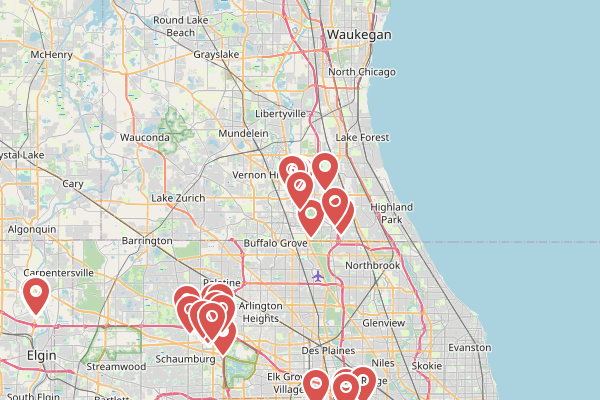 Waukegan
Round Lake
Beach
McHenry
Grayslake
North Chicago
Libertyville
Mundelein
Wauconda
Lake Forest
ystal Lake
Vernon Hi
Cary
Lake Zurich
Highland
Park
Algonquin
Barrington
Buffalo Grove
Northbrook
Carpentersville
Palatine
Arlington
Heights
Glenview
Elgin
Schaumburg
Des Plaines
Evanston
Streamwood
Niles
Skokie
Elk Gro
Village
R
ge
South Elgin
Bartlett